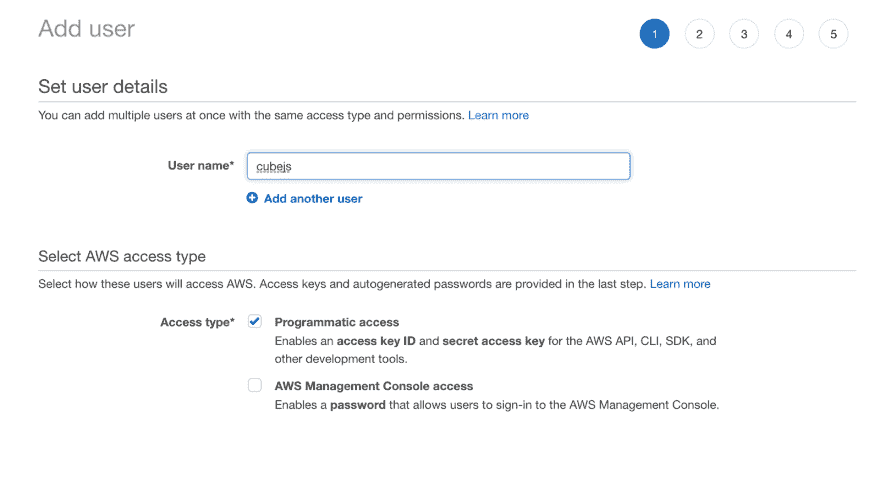 Add user
1 2 3 4 5
Set user details
You can add multiple users at once with the same access type and permissions. Learn more
User name* cubejs
Add another user
Select AWS access type
Select how these users will access AWS. Access keys and autogenerated passwords are provided in the last step. Learn more
Access type* Programmatic access
Enables an access key ID and secret access key for the AWS API, CLI, SDK, and
other development tools.
AWS Management Console access
Enables a password that allows users to sign-in to the AWS Management Console.